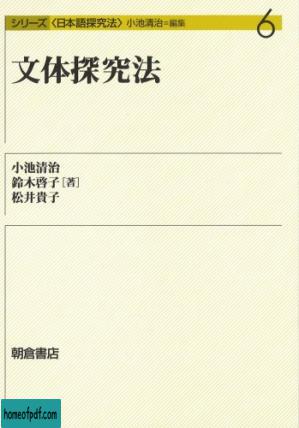 シリーズ〈日本語探究法〉小池清治=編集
6
文体探究法
小池清治
鈴木啓子[著]
松井貴子
朝倉書店
homeofpdf.com